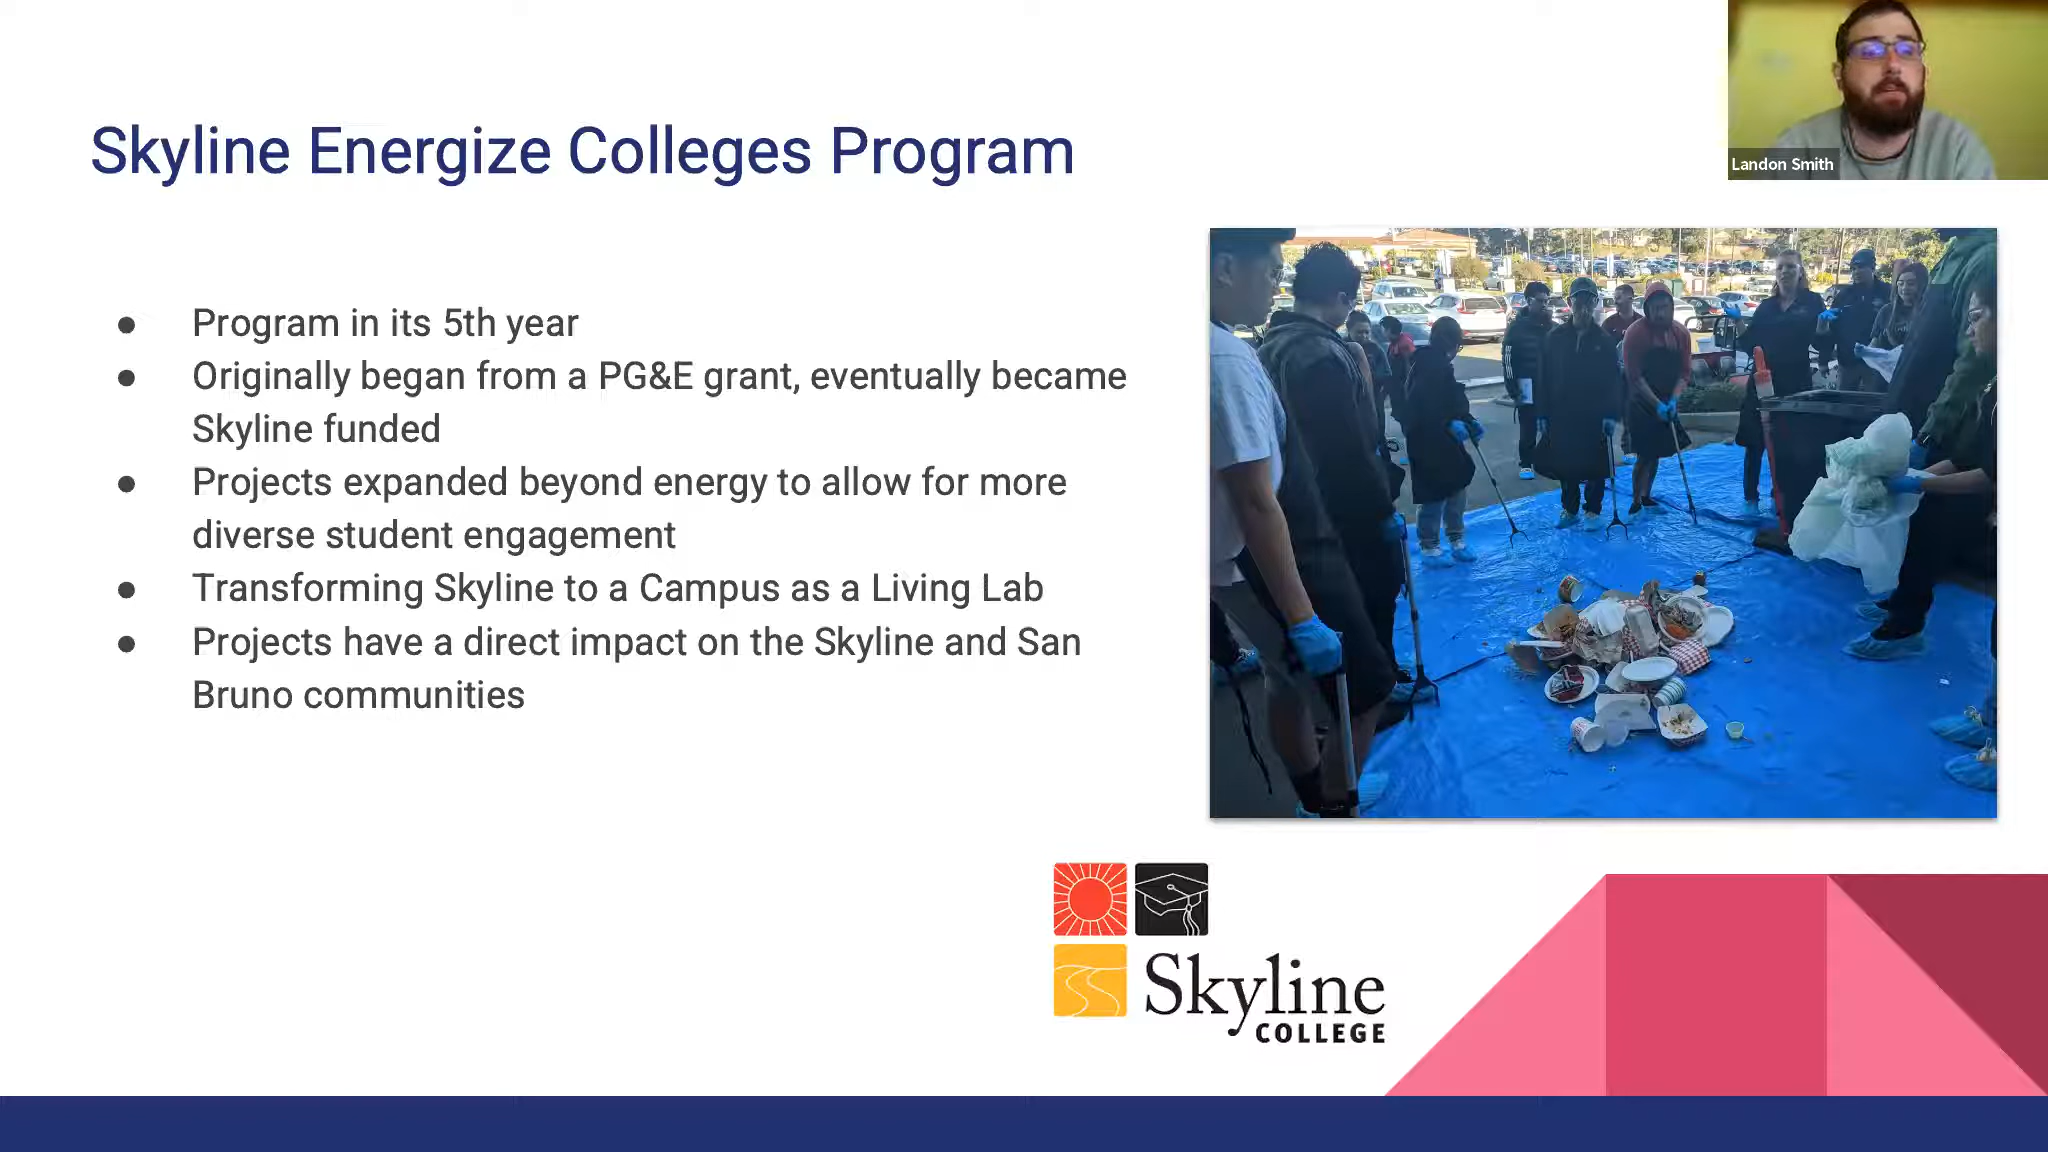 Skyline Energize Colleges Program
Landon Smith
● Program in its 5th year
● Originally began from a PG&E grant, eventually became
Skyline funded
● Projects expanded beyond energy to allow for more
diverse student engagement
● Transforming Skyline to a Campus as a Living Lab
● Projects have a direct impact on the Skyline and San
Bruno communities
Skyline
COLLEGE